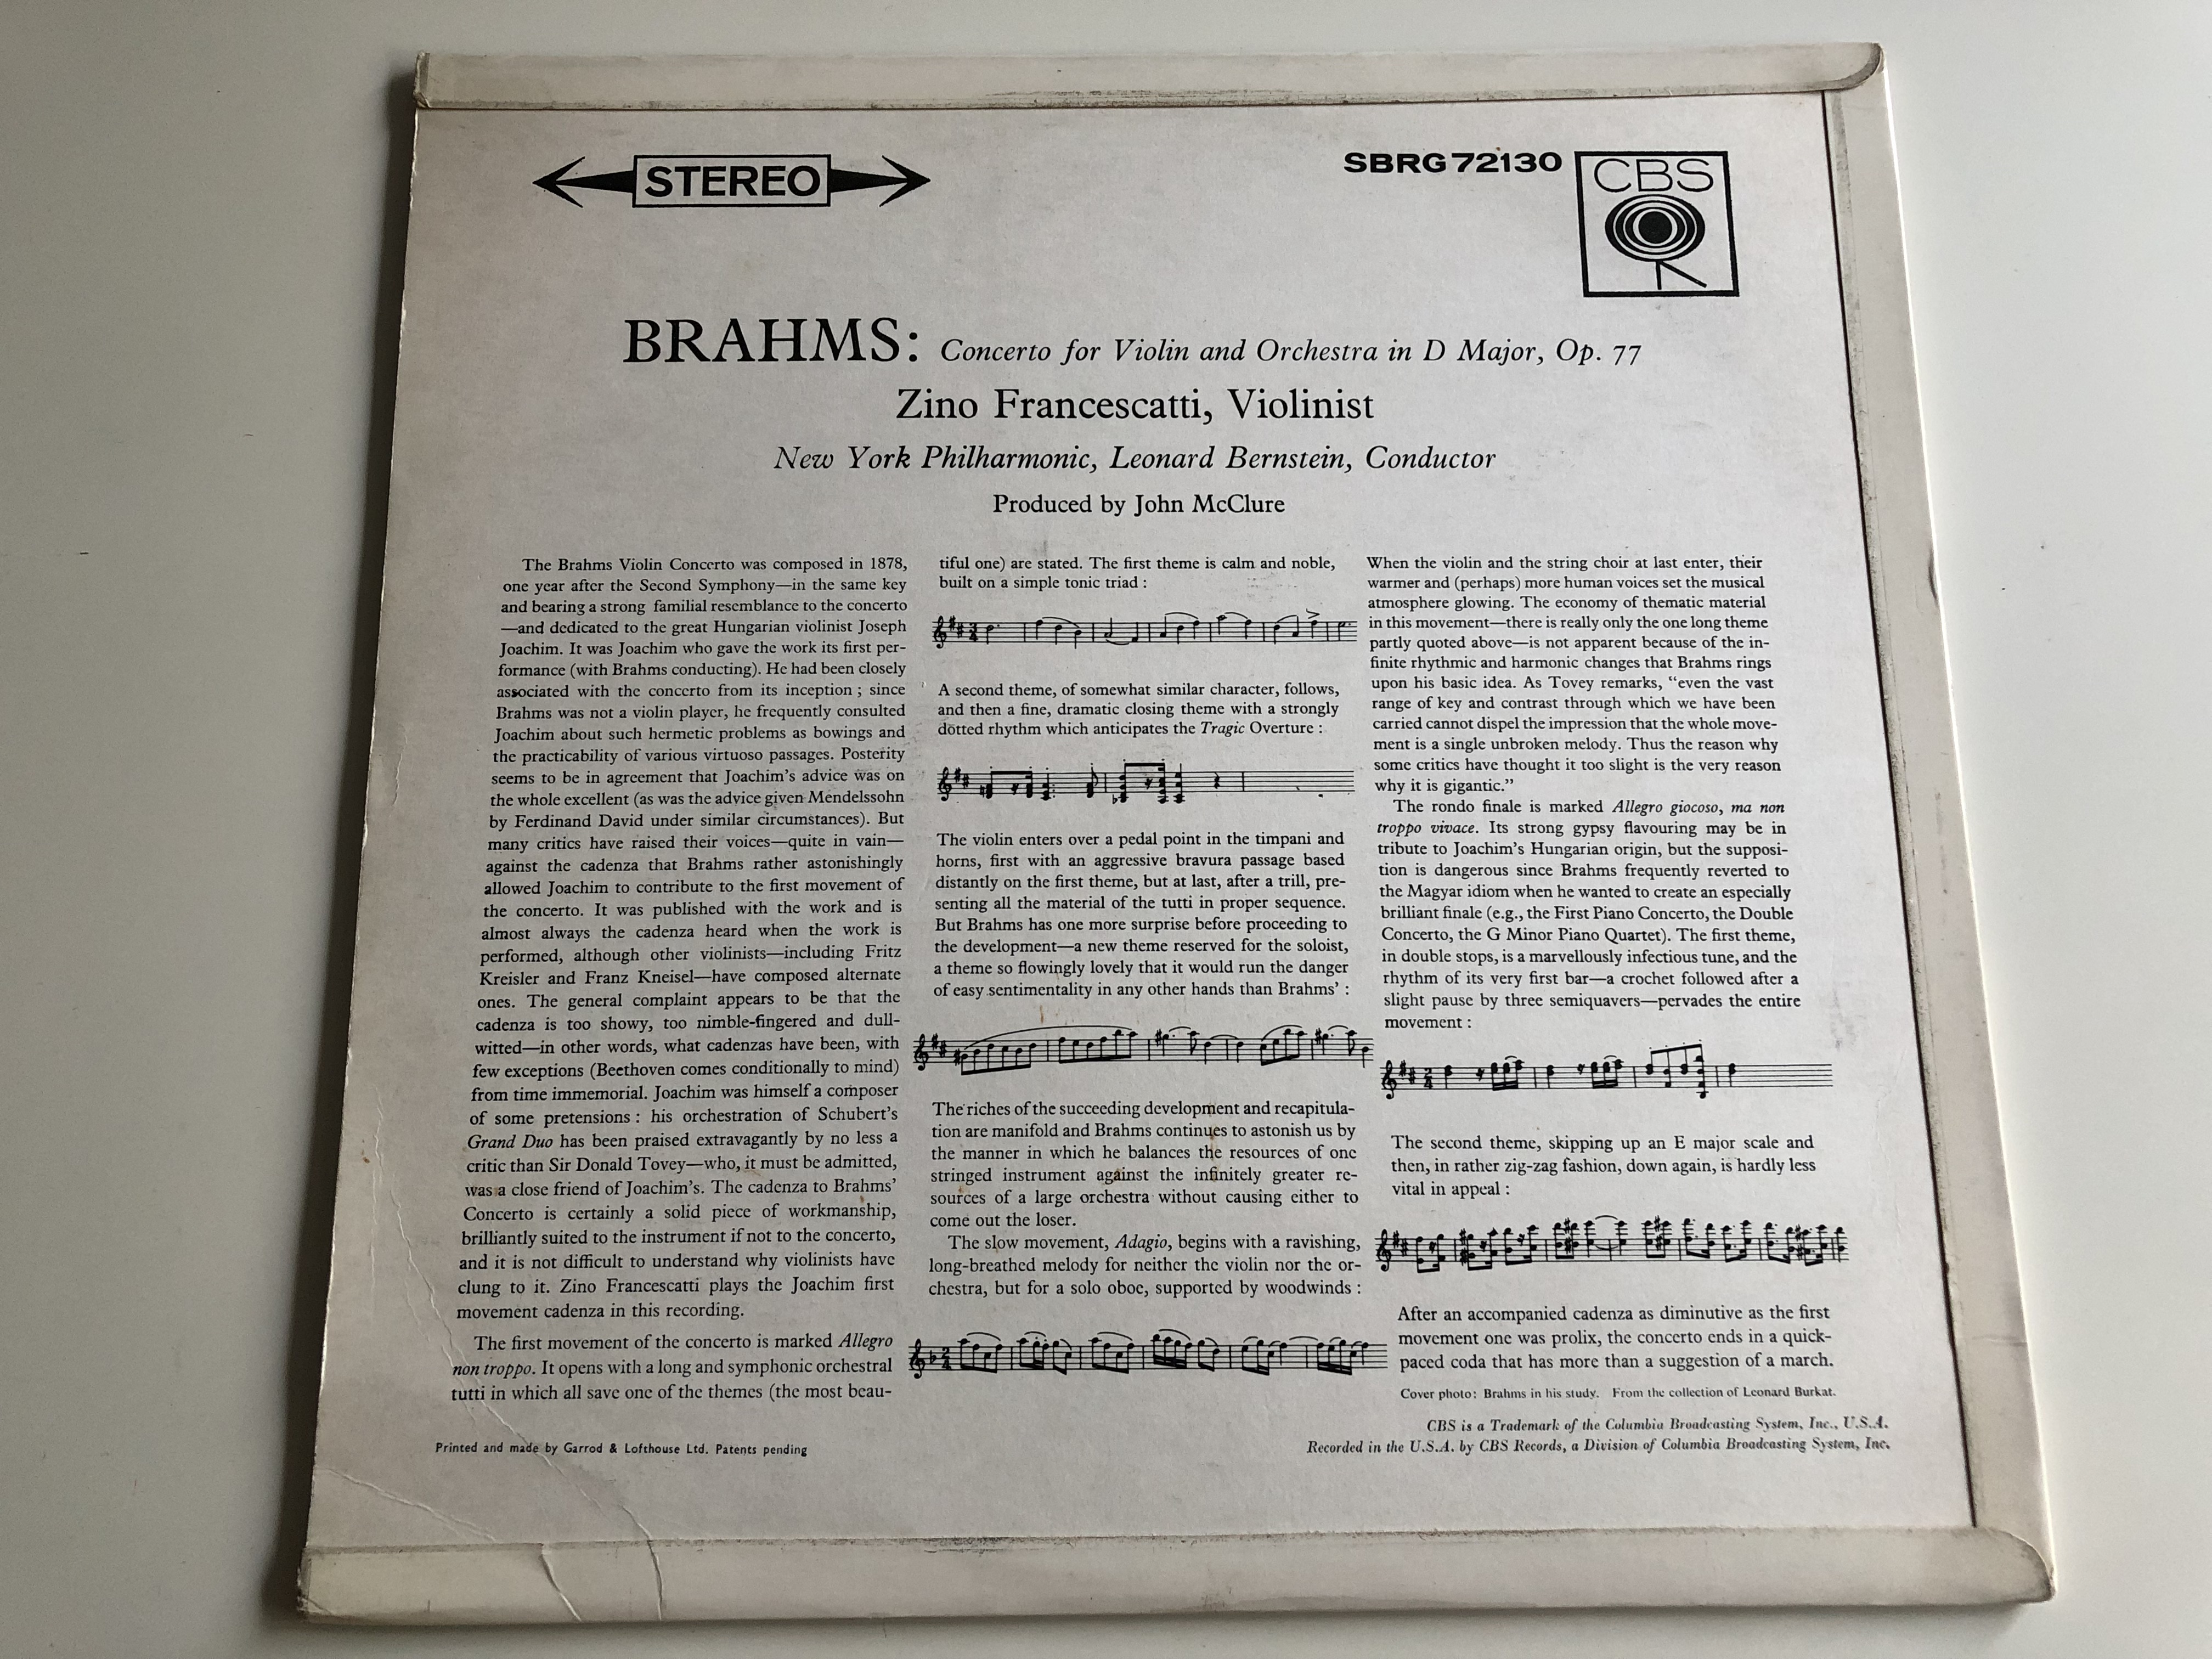 STEREO
SBRG 72130
CBS
BRAHMS: Concerto for Violin and Orchestra in D Major, Op. 77
Zino Francescatti, Violinist
New York Philharmonic, Leonard Bernstein, Conductor
Produced by John McClure
The Brahms Violin Concerto was composed in 1878,
one year after the Second Symphony—in the same key
and bearing a strong familial resemblance to the concerto
—and dedicated to the great Hungarian violinist Joseph
Joachim. It was Joachim who gave the work its first per-
formance (with Brahms conducting). He had been closely
associated with the concerto from its inception ; since
Brahms was not a violin player, he frequently consulted
Joachim about such hermetic problems as bowings and
the practicability of various virtuoso passages. Posterity
seems to be in agreement that Joachim's advice was on
the whole excellent (as was the advice given Mendelssohn
by Ferdinand David under similar circumstances). But
many critics have raised their voices—quite in vain—
against the cadenza that Brahms rather astonishingly
allowed Joachim to contribute to the first movement of
the concerto. It was published with the work and is
almost always the cadenza heard when the work is
performed, although other violinists—including Fritz
Kreisler and Franz Kneisel—have composed alternate
ones. The general complaint appears to be that the
cadenza is too showy, too nimble-fingered and dull-
witted—in other words, what cadenzas have been, with
few exceptions (Beethoven comes conditionally to mind)
from time immemorial. Joachim was himself a composer
of some pretensions : his orchestration of Schubert's
Grand Duo has been praised extravagantly by no less a
critic than Sir Donald Tovey—who, it must be admitted,
was a close friend of Joachim's. The cadenza to Brahms'
Concerto is certainly a solid piece of workmanship,
brilliantly suited to the instrument if not to the concerto,
and it is not difficult to understand why violinists have
clung to it. Zino Francescatti plays the Joachim first
movement cadenza in this recording.
The first movement of the concerto is marked Allegro
non troppo. It opens with a long and symphonic orchestral
tutti in which all save one of the themes (the most beau-
tiful one) are stated. The first theme is calm and noble,
built on a simple tonic triad :
A second theme, of somewhat similar character, follows,
and then a fine, dramatic closing theme with a strongly
dotted rhythm which anticipates the Tragic Overture :
The violin enters over a pedal point in the timpani and
horns, first with an aggressive bravura passage based
distantly on the first theme, but at last, after a trill, pre-
senting all the material of the tutti in proper sequence.
But Brahms has one more surprise before proceeding to
the development—a new theme reserved for the soloist,
a theme so flowingly lovely that it would run the danger
of easy sentimentality in any other hands than Brahms' :
The riches of the succeeding development and recapitula-
tion are manifold and Brahms continues to astonish us by
the manner in which he balances the resources of one
stringed instrument against the infinitely greater re-
sources of a large orchestra without causing either to
come out the loser.
The slow movement, Adagio, begins with a ravishing,
long-breathed melody for neither the violin nor the or-
chestra, but for a solo oboe, supported by woodwinds :
When the violin and the string choir at last enter, their
warmer and (perhaps) more human voices set the musical
atmosphere glowing. The economy of thematic material
in this movement—there is really only the one long theme
partly quoted above—is not apparent because of the in-
finite rhythmic and harmonic changes that Brahms rings
upon his basic idea. As Tovey remarks, "even the vast
range of key and contrast through which we have been
carried cannot dispel the impression that the whole move-
ment is a single unbroken melody. Thus the reason why
some critics have thought it too slight is the very reason
why it is gigantic."
The rondo finale is marked Allegro giocoso, ma non
troppo vivace. Its strong gypsy flavouring may be in
tribute to Joachim's Hungarian origin, but the supposi-
tion is dangerous since Brahms frequently reverted to
the Magyar idiom when he wanted to create an especially
brilliant finale (e.g., the First Piano Concerto, the Double
Concerto, the G Minor Piano Quartet). The first theme,
in double stops, is a marvellously infectious tune, and the
rhythm of its very first bar—a crochet followed after a
slight pause by three semiquavers—pervades the entire
movement :
The second theme, skipping up an E major scale and
then, in rather zig-zag fashion, down again, is hardly less
vital in appeal :
After an accompanied cadenza as diminutive as the first
movement one was prolix, the concerto ends in a quick-
paced coda that has more than a suggestion of a march.
Cover photo: Brahms in his study. From the collection of Leonard Burkat.
CBS is a Trademark of the Columbia Broadcasting System, Inc., U.S.A.
Recorded in the U.S.A. by CBS Records, a Division of Columbia Broadcasting System, Inc.
Printed and made by Garrod & Lofthouse Ltd. Patents pending